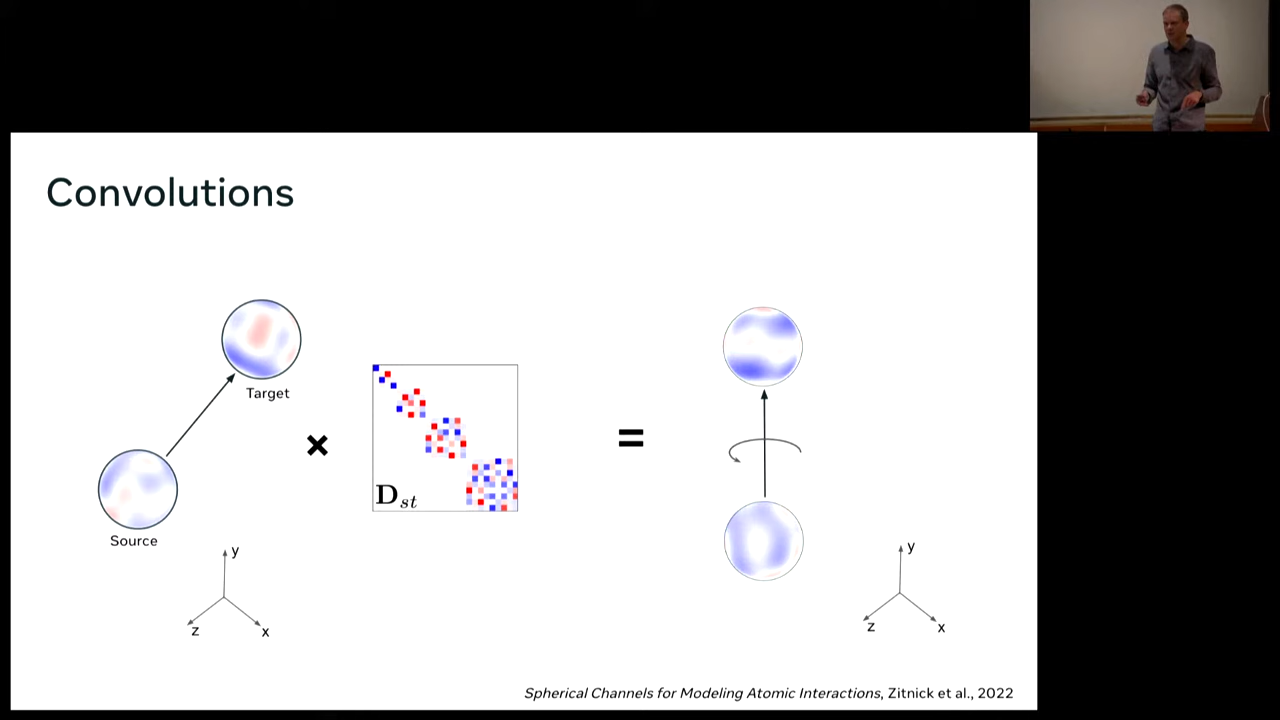 Convolutions
Target
Source
×
D_st
=
y
z
x
y
z
x
Spherical Channels for Modeling Atomic Interactions, Zitnick et al., 2022